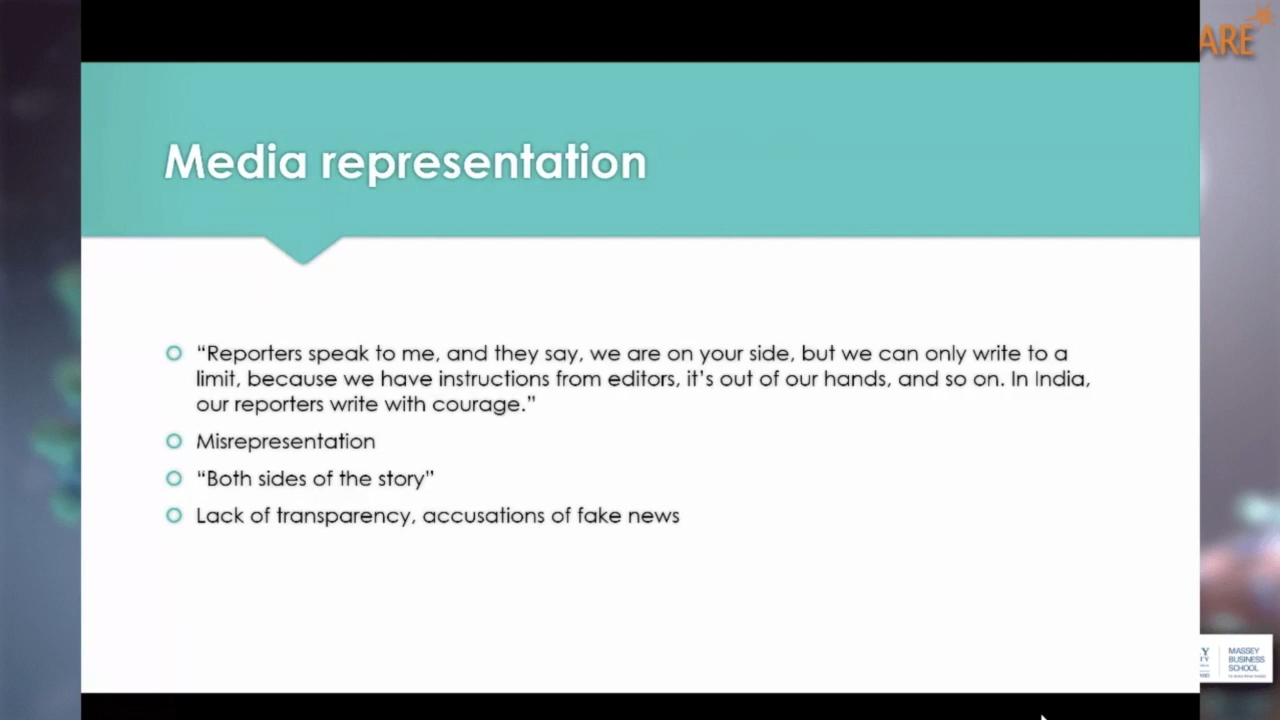 ARE
Media representation
“Reporters speak to me, and they say, we are on your side, but we can only write to a
limit, because we have instructions from editors, it’s out of our hands, and so on. In India,
our reporters write with courage.”
Misrepresentation
“Both sides of the story”
Lack of transparency, accusations of fake news
MASSEY
BUSINESS
SCHOOL